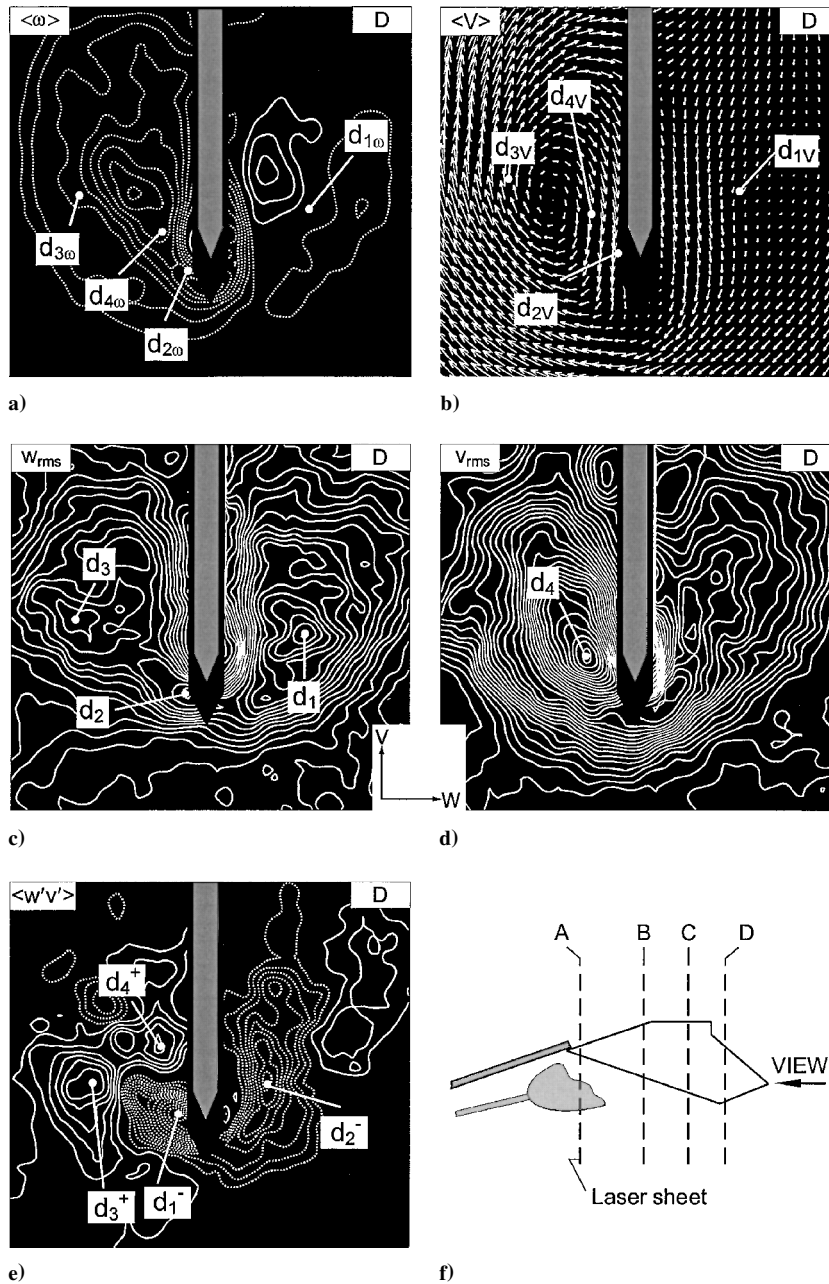 <ω> D
d1ω
d3ω
d4ω
d2ω
a)
<V> D
d4V
d3V
d1V
d2V
b)
wrms D
d3
d2
d1
c)
V
W
vrms D
d4
d)
<w'v'> D
d4+
d2-
d3+
d1-
e)
A B C D
VIEW
Laser sheet
f)